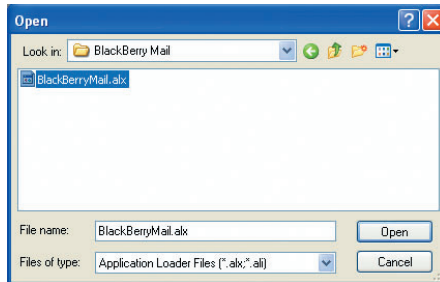 Open
Look in: BlackBerry Mail
BlackBerryMail.alx
File name: BlackBerryMail.alx Open
Files of type: Application Loader Files (*.alx;*.ali) Cancel